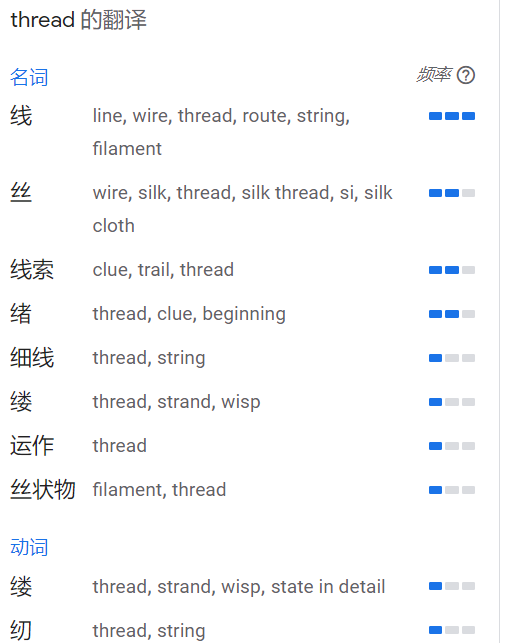 thread 的翻译
名词 频率
线 line, wire, thread, route, string,
filament
丝 wire, silk, thread, silk thread, si, silk
cloth
线索 clue, trail, thread
绪 thread, clue, beginning
细线 thread, string
缕 thread, strand, wisp
运作 thread
丝状物 filament, thread
动词
缕 thread, strand, wisp, state in detail
纫 thread, string